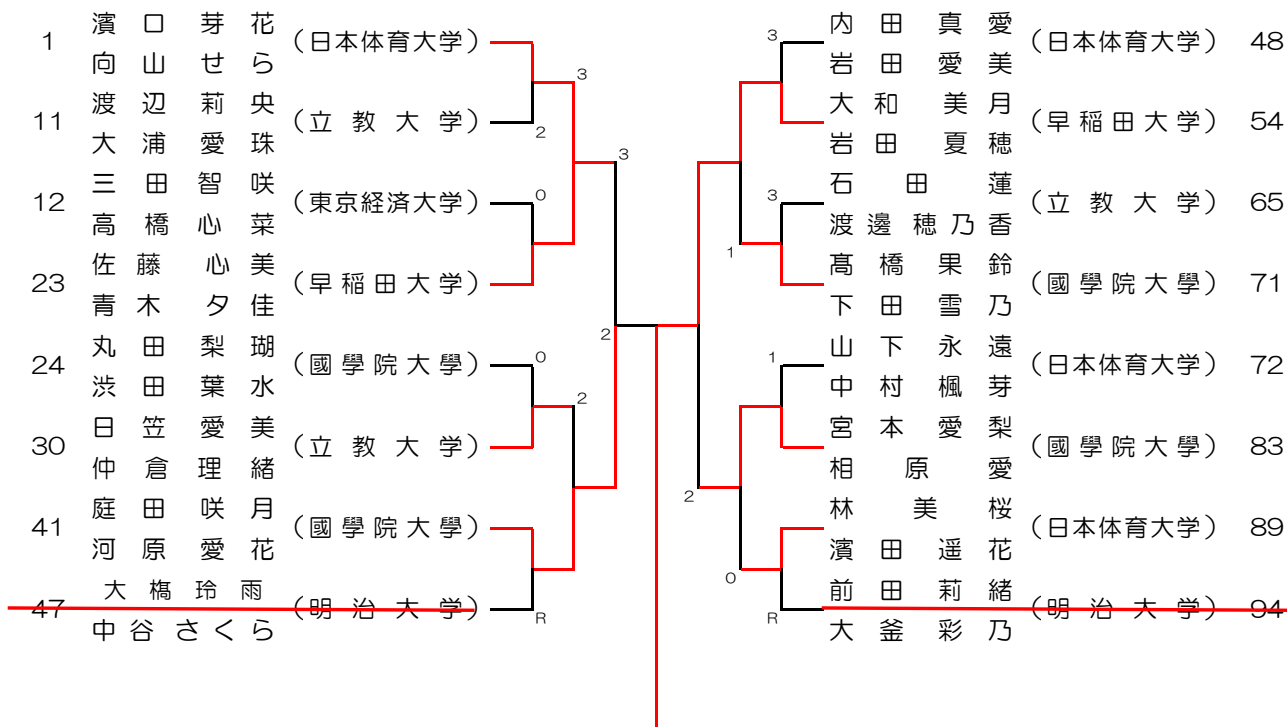 濱口芽花
1 (日本体育大学)
向山せら
3
渡辺莉央
11 (立教大学)
2
大浦愛珠
3
三田智咲
0
12 (東京経済大学)
高橋心菜
佐藤心美
23 (早稲田大学)
青木夕佳
2
丸田梨瑚
0
24 (國學院大學)
渋田葉水
2
日笠愛美
30 (立教大学)
仲倉理緒
庭田咲月
41 (國學院大學)
河原愛花
大槗玲雨
47 (明治大学)
R
中谷さくら
内田真愛
3
(日本体育大学) 48
岩田愛美
大和美月
(早稲田大学) 54
岩田夏穂
石田蓮
3
(立教大学) 65
渡邊穂乃香
1
髙橋果鈴
(國學院大學) 71
下田雪乃
山下永遠
1
(日本体育大学) 72
中村楓芽
宮本愛梨
(國學院大學) 83
相原愛
2
林美桜
(日本体育大学) 89
濱田遥花
0
前田莉緒
(明治大学) 94
R
大釜彩乃